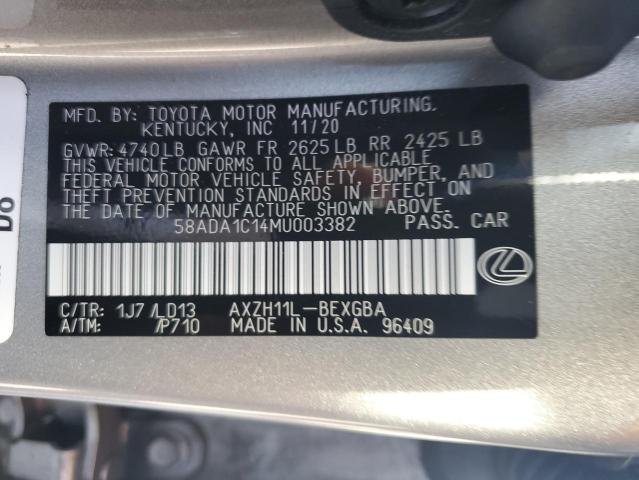 MFD. BY: TOYOTA MOTOR MANUFACTURING.
KENTUCKY, INC 11/20
GVWR: 4740LB GAWR FR 2625LB RR 2425 LB
THIS VEHICLE CONFORMS TO ALL APPLICABLE
FEDERAL MOTOR VEHICLE SAFETY, BUMPER, AND
THEFT PREVENTION STANDARDS IN EFFECT ON
THE DATE OF MANUFACTURE SHOWN ABOVE.
58ADA1C14MU003382 PASS. CAR
C/TR: 1J7 /LD13 AXZH11L-BEXGBA
A/TM: /P710 MADE IN U.S.A. 96409
Do